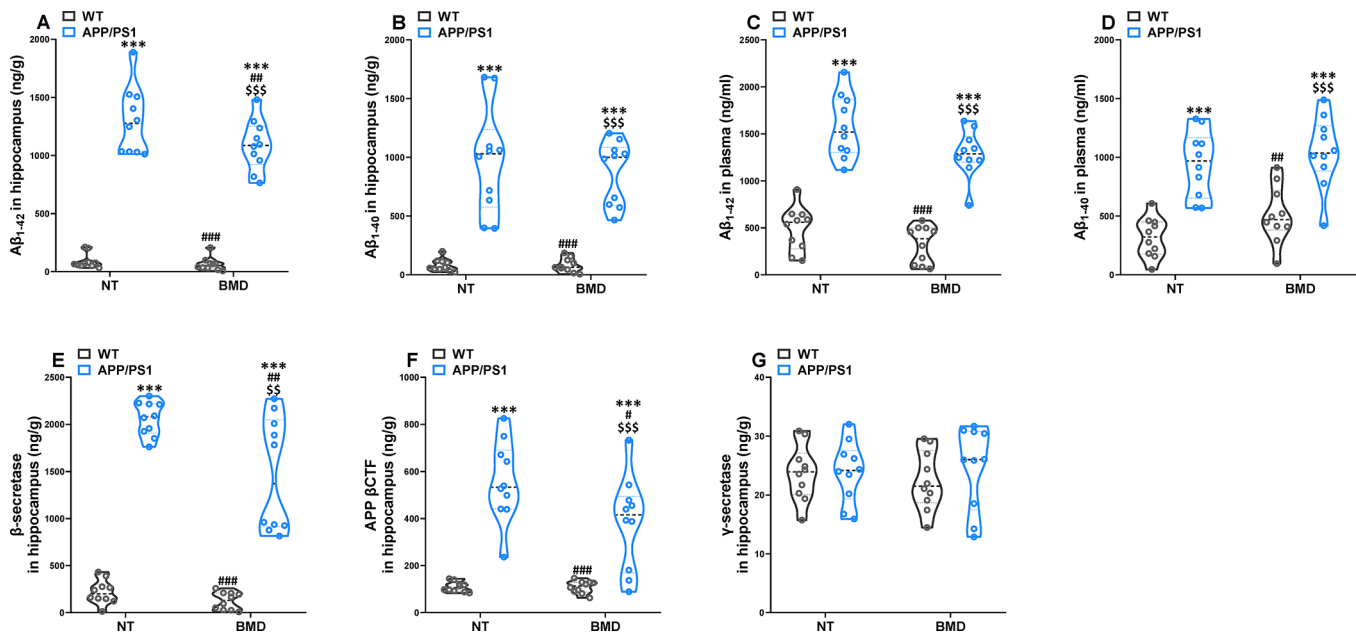 A
WT
APP/PS1
Aβ1-42 in hippocampus (ng/g)
2000
1500
1000
500
0
***
***
##
$$$
###
NT
BMD
B
WT
APP/PS1
Aβ1-40 in hippocampus (ng/g)
2000
1500
1000
500
0
***
***
$$$
###
NT
BMD
C
WT
APP/PS1
Aβ1-42 in plasma (ng/ml)
2500
2000
1500
1000
500
0
***
***
$$$
###
NT
BMD
D
WT
APP/PS1
Aβ1-40 in plasma (ng/ml)
2000
1500
1000
500
0
***
##
***
$$$
NT
BMD
E
WT
APP/PS1
β-secretase
in hippocampus (ng/g)
2500
2000
1500
1000
500
0
***
***
##
$$
###
NT
BMD
F
WT
APP/PS1
APP βCTF
in hippocampus (ng/g)
1000
800
600
400
200
0
***
***
#
$$$
###
NT
BMD
G
WT
APP/PS1
γ-secretase
in hippocampus (ng/g)
40
30
20
10
0
NT
BMD